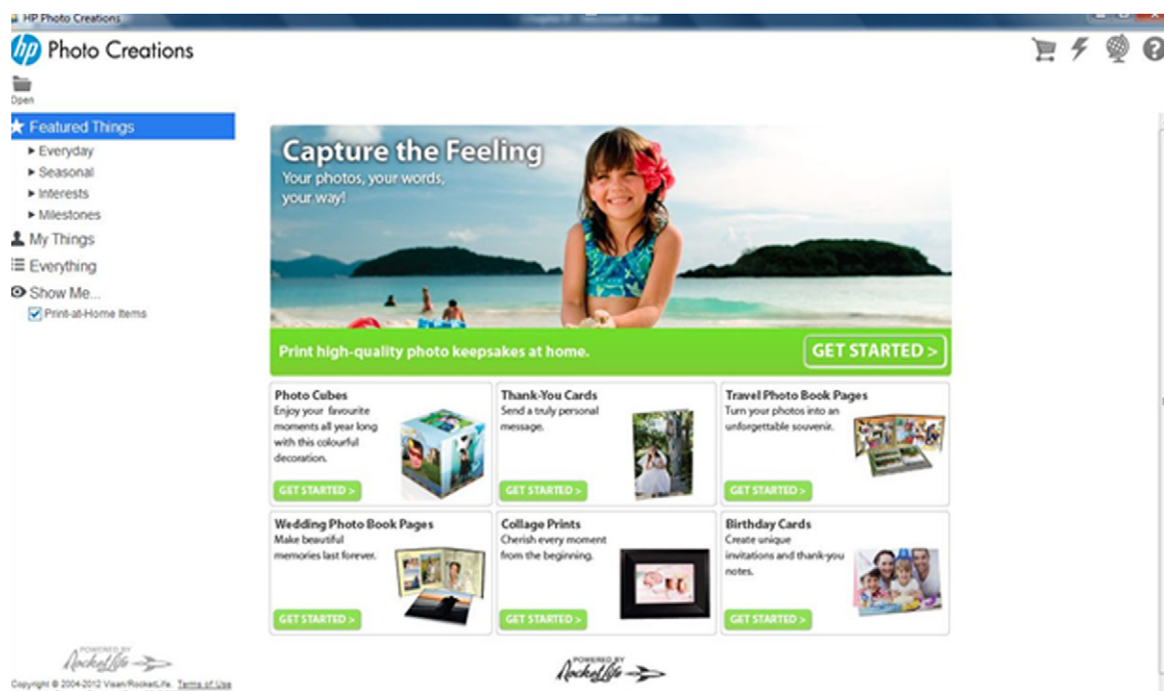 HP Photo Creations
hp Photo Creations
Open
Featured Things
Everyday
Seasonal
Interests
Milestones
My Things
Everything
Show Me...
Print-at-Home Items
Capture the Feeling
Your photos, your words,
your way!
Print high-quality photo keepsakes at home.
GET STARTED >
Photo Cubes
Enjoy your favourite
moments all year long
with this colourful
decoration.
GET STARTED >
Thank-You Cards
Send a truly personal
message.
GET STARTED >
Travel Photo Book Pages
Turn your photos into an
unforgettable souvenir.
GET STARTED >
Wedding Photo Book Pages
Make beautiful
memories last forever.
GET STARTED >
Collage Prints
Cherish every moment
from the beginning.
GET STARTED >
Birthday Cards
Create unique
invitations and thank-you
notes.
GET STARTED >
POWERED BY
RocketLife
Copyright © 2004-2012 Visan/RocketLife. Terms of Use
POWERED BY
RocketLife